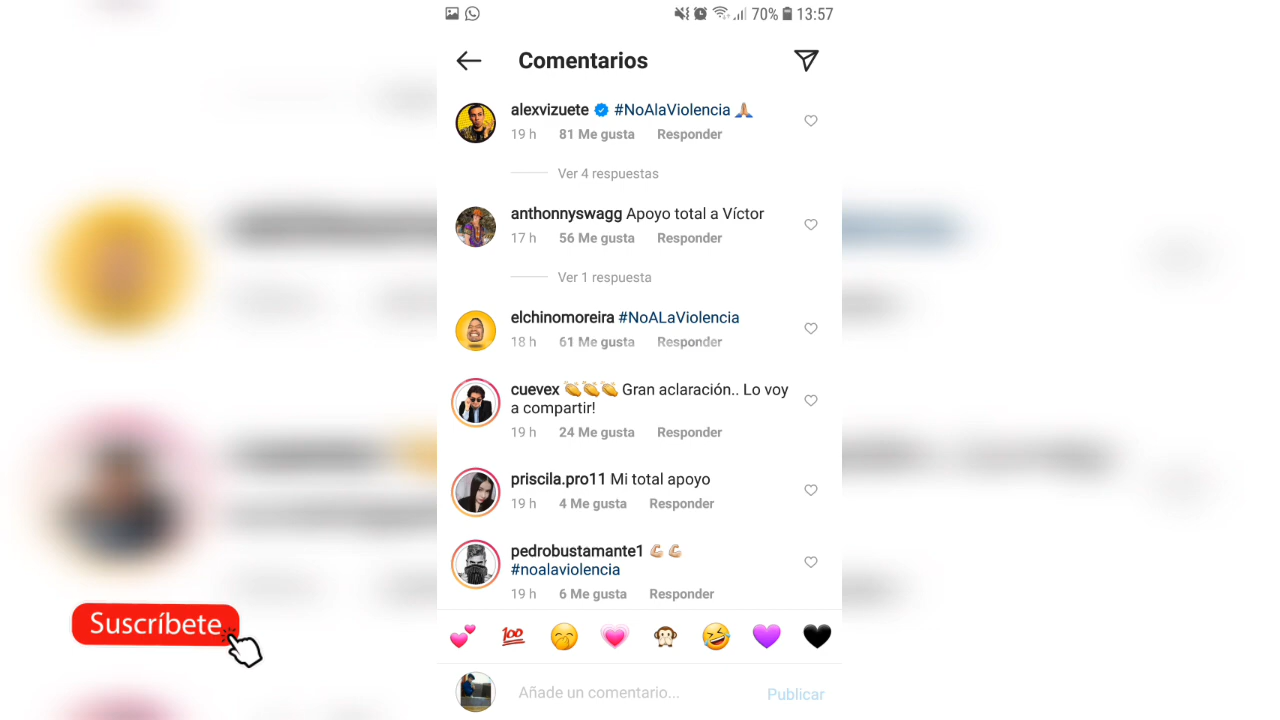 70% 13:57
Comentarios
alexvizuete #NoAlaViolencia
19 h 81 Me gusta Responder
Ver 4 respuestas
anthonnyswagg Apoyo total a Víctor
17 h 56 Me gusta Responder
Ver 1 respuesta
elchinomoreira #NoALaViolencia
18 h 61 Me gusta Responder
cuevex 👏👏👏 Gran aclaración.. Lo voy
a compartir!
19 h 24 Me gusta Responder
priscila.pro11 Mi total apoyo
19 h 4 Me gusta Responder
pedrobustamante1
#noalaviolencia
19 h 6 Me gusta Responder
Suscríbete
100
Añade un comentario... Publicar